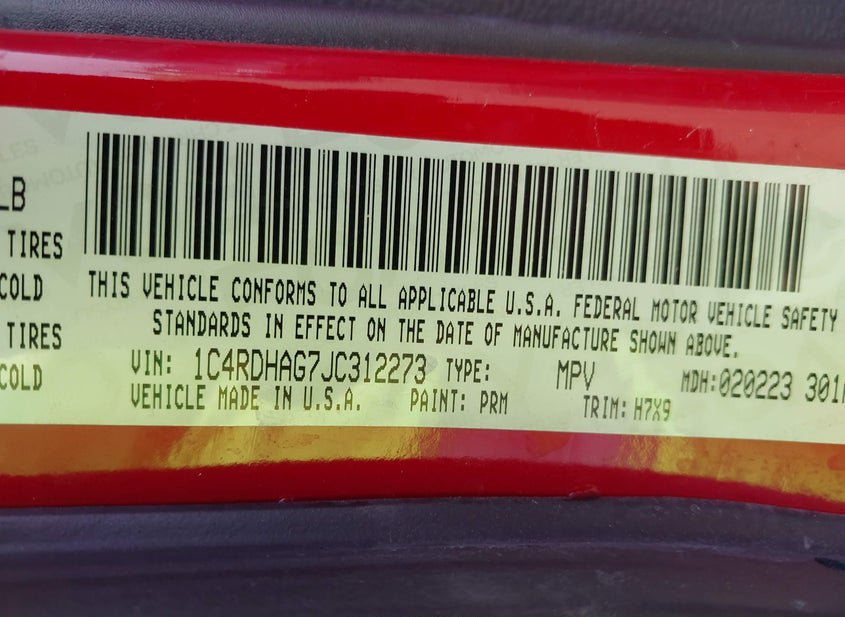 LB
TIRES
COLD
TIRES
COLD
THIS VEHICLE CONFORMS TO ALL APPLICABLE U.S.A. FEDERAL MOTOR VEHICLE SAFETY
STANDARDS IN EFFECT ON THE DATE OF MANUFACTURE SHOWN ABOVE.
VIN: 1C4RDHAG7JC312273 TYPE: MPV MDH:020223 301
VEHICLE MADE IN U.S.A. PAINT: PRM TRIM: H7X9